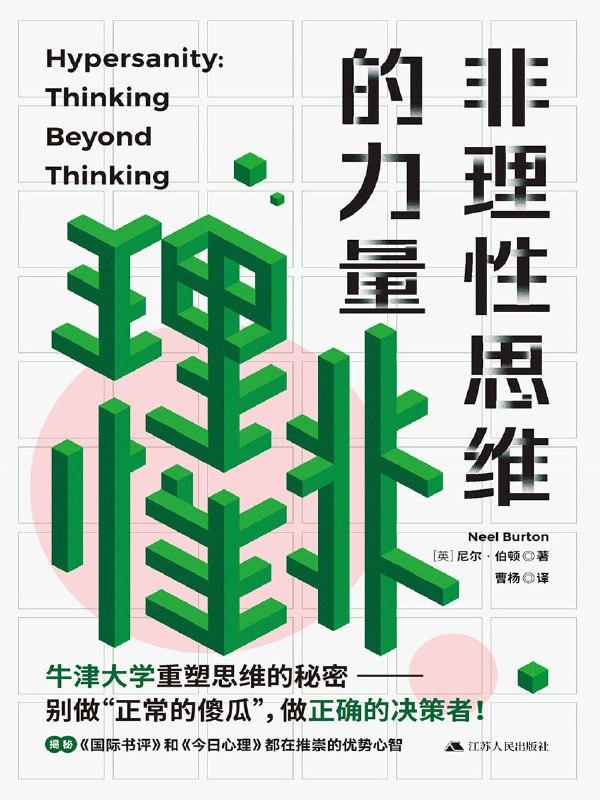 Hypersanity:
Thinking
Beyond
Thinking
非理性思维
的力量
理
性
非
Neel Burton
[英]尼尔·伯顿◎著
曹杨◎译
牛津大学重塑思维的秘密——
别做“正常的傻瓜”，做正确的决策者！
揭秘《国际书评》和《今日心理》都在推崇的优势心智
江苏人民出版社